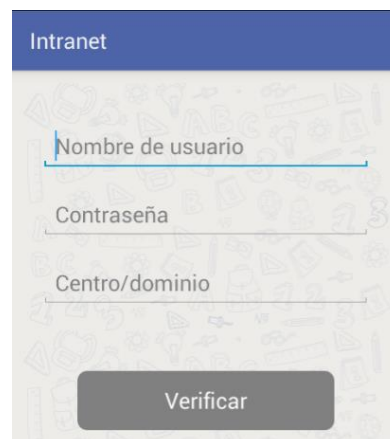 Intranet
Nombre de usuario
Contraseña
Centro/dominio
Verificar